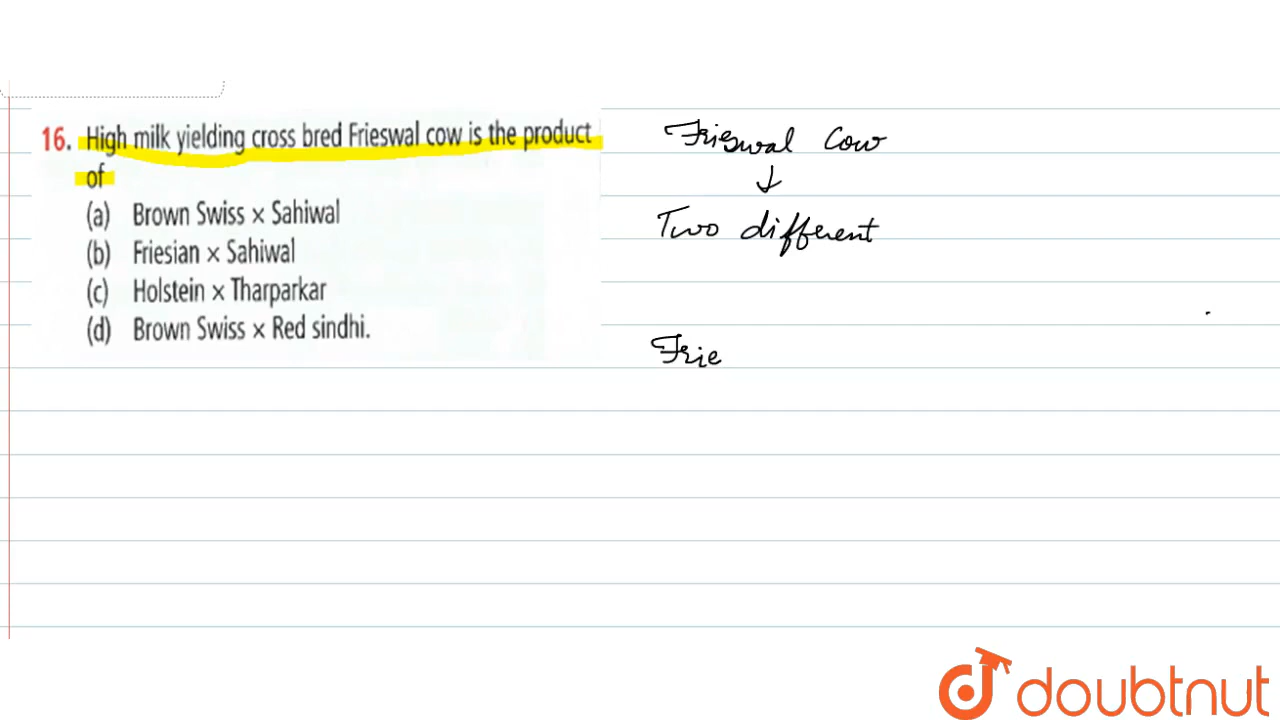 16. High milk yielding cross bred Frieswal cow is the product
of
(a) Brown Swiss × Sahiwal
(b) Friesian × Sahiwal
(c) Holstein × Tharparkar
(d) Brown Swiss × Red sindhi.
Frieswal Cow
↓
Two different
Frie
doubtnut